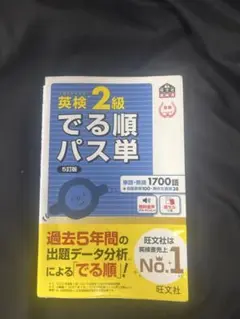 英検®2級
でる順
パス単
5訂版
単語・熟語1700語
過去5年間の
出題データ分析
による「でる順」!
旺文社は
英検書売上
No.1
旺文社